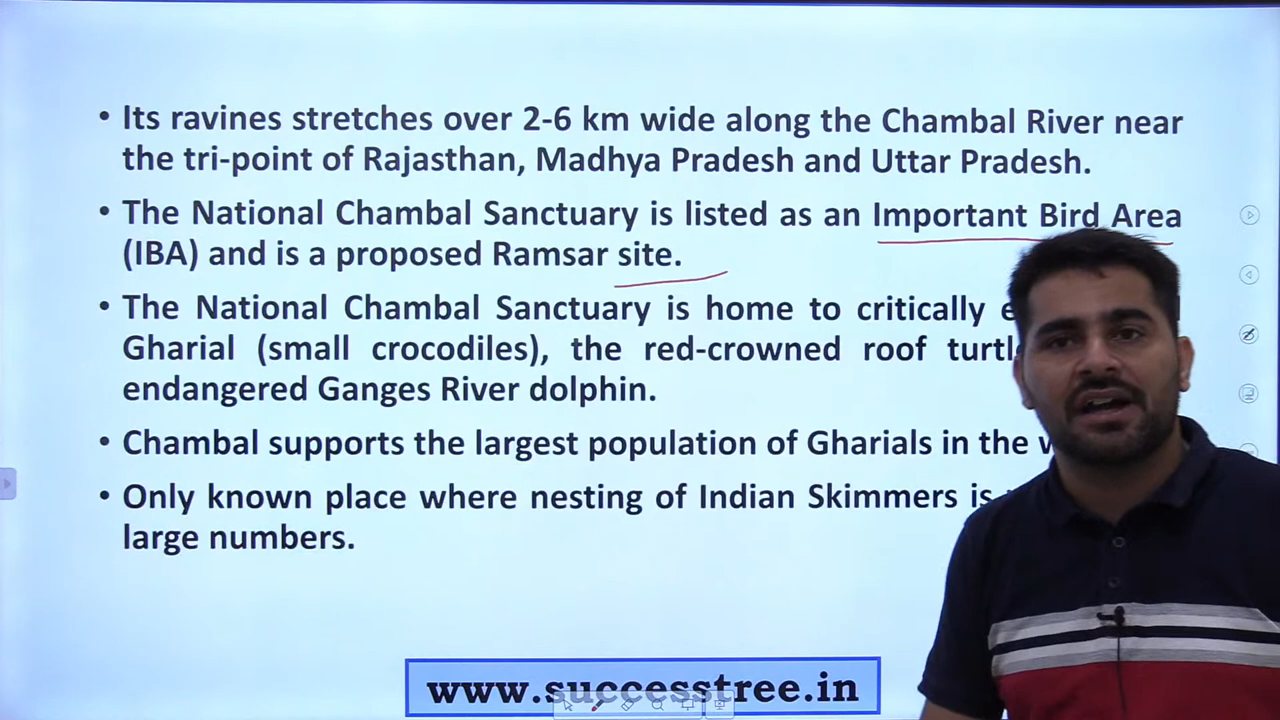 • Its ravines stretches over 2-6 km wide along the Chambal River near
the tri-point of Rajasthan, Madhya Pradesh and Uttar Pradesh.
• The National Chambal Sanctuary is listed as an Important Bird Area
(IBA) and is a proposed Ramsar site.
• The National Chambal Sanctuary is home to critically
Gharial (small crocodiles), the red-crowned roof
endangered Ganges River dolphin.
• Chambal supports the largest population of Gharials in the
• Only known place where nesting of Indian Skimmers is
large numbers.
www.successtree.in